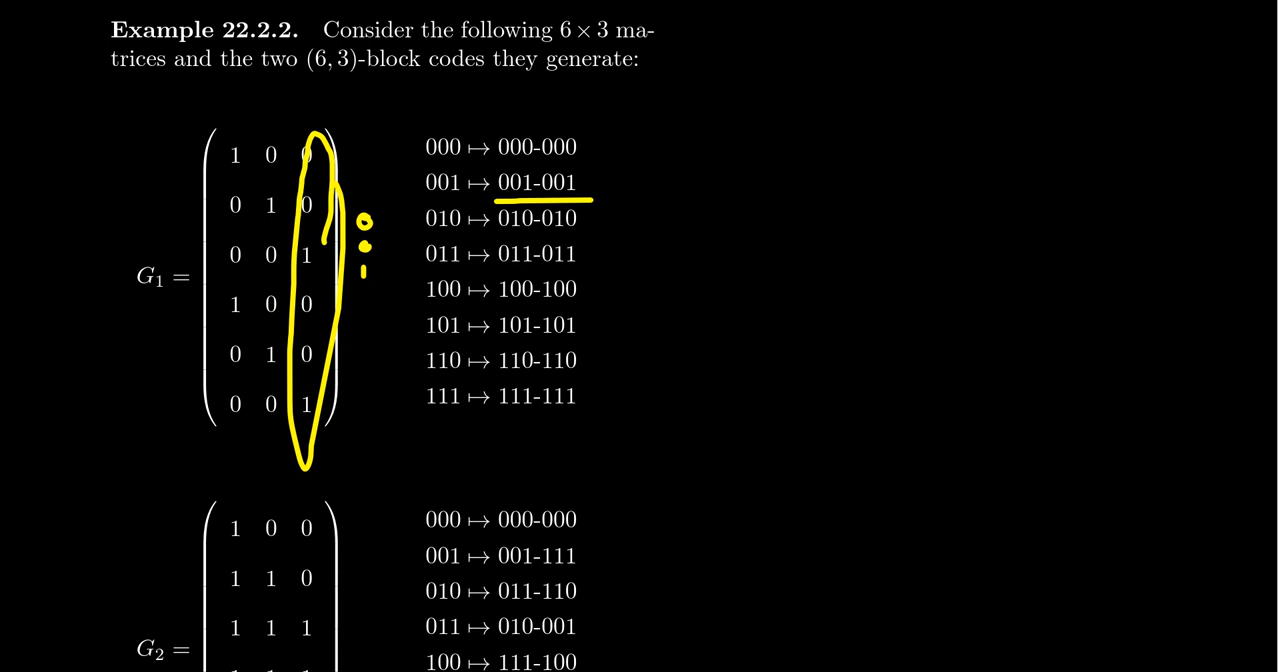 Example 22.2.2. Consider the following 6 × 3 ma-
trices and the two (6, 3)-block codes they generate:
G₁ =
1 0 0
0 1 0
0 0 1
1 0 0
0 1 0
0 0 1
0
0
1
000 ↦ 000-000
001 ↦ 001-001
010 ↦ 010-010
011 ↦ 011-011
100 ↦ 100-100
101 ↦ 101-101
110 ↦ 110-110
111 ↦ 111-111
G₂ =
1 0 0
1 1 0
1 1 1
000 ↦ 000-000
001 ↦ 001-111
010 ↦ 011-110
011 ↦ 010-001
100 ↦ 111-100